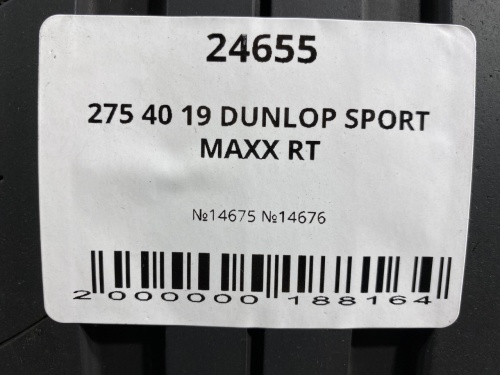 24655
275 40 19 DUNLOP SPORT
MAXX RT
№14675 №14676
2 000000 188164